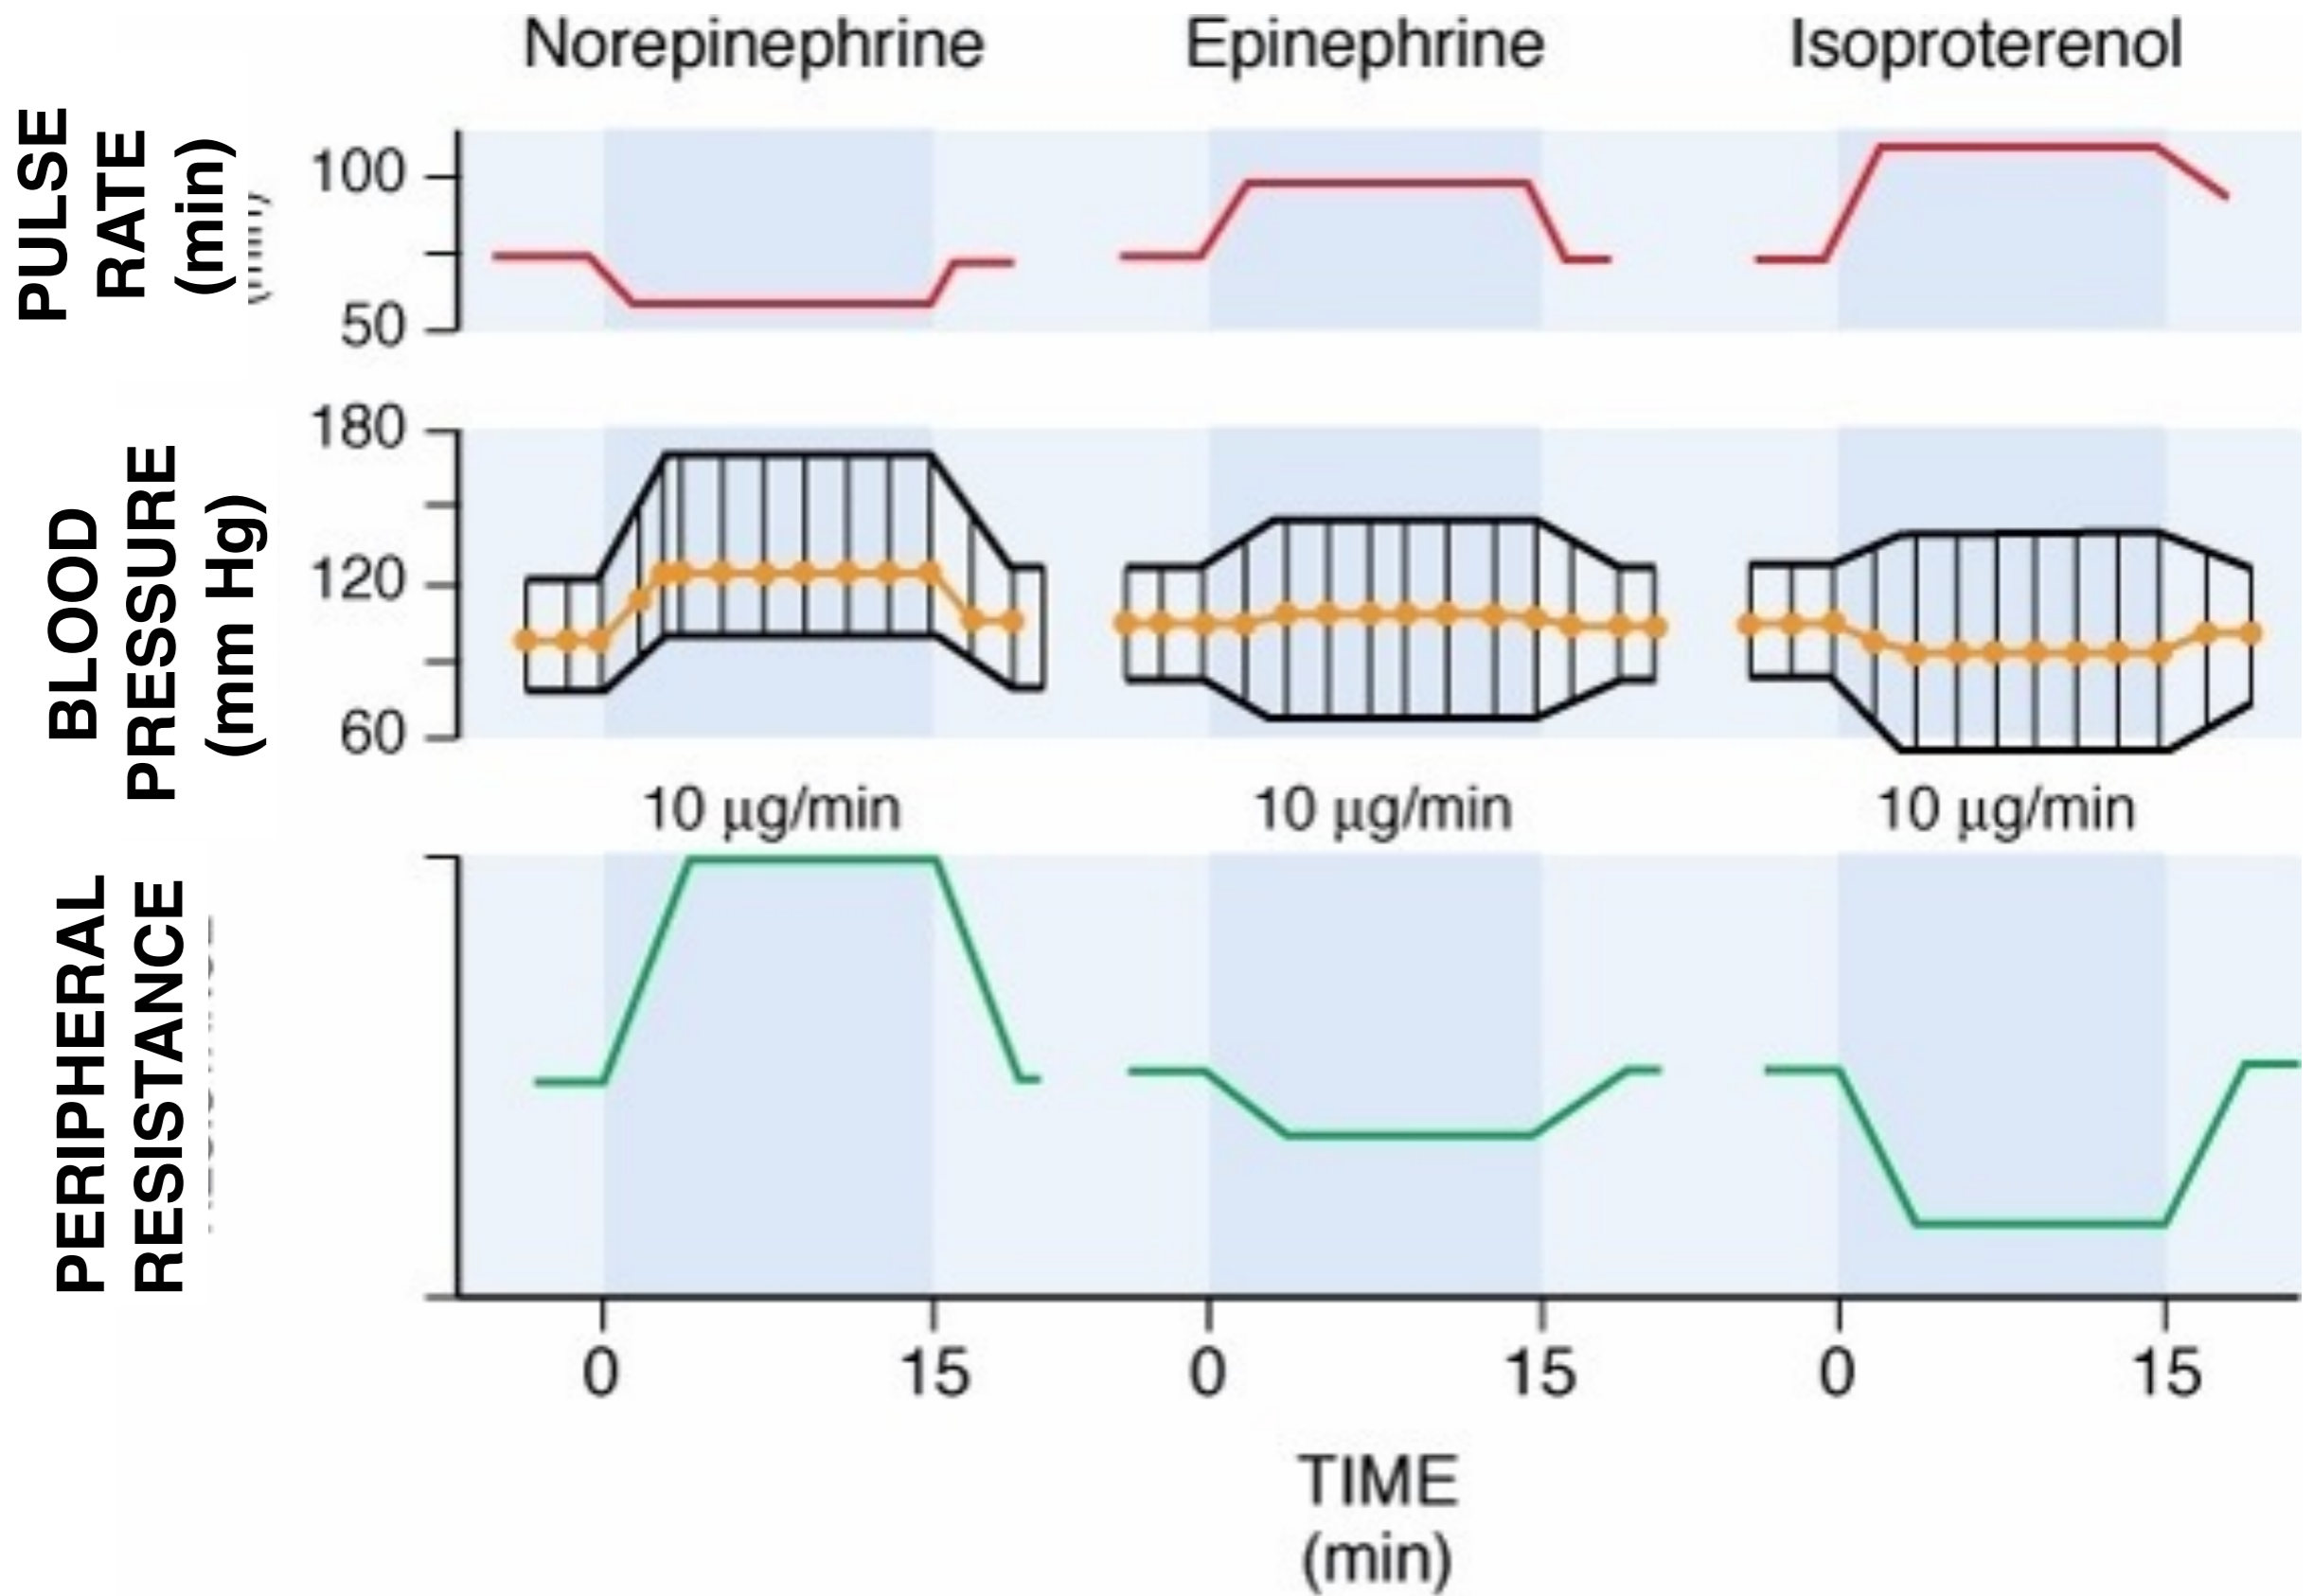 Norepinephrine
Epinephrine
Isoproterenol
PULSE
RATE
(min)
100
50
BLOOD
PRESSURE
(mm Hg)
180
120
60
10 µg/min
10 µg/min
10 µg/min
PERIPHERAL
RESISTANCE
0
15
0
15
0
15
TIME
(min)